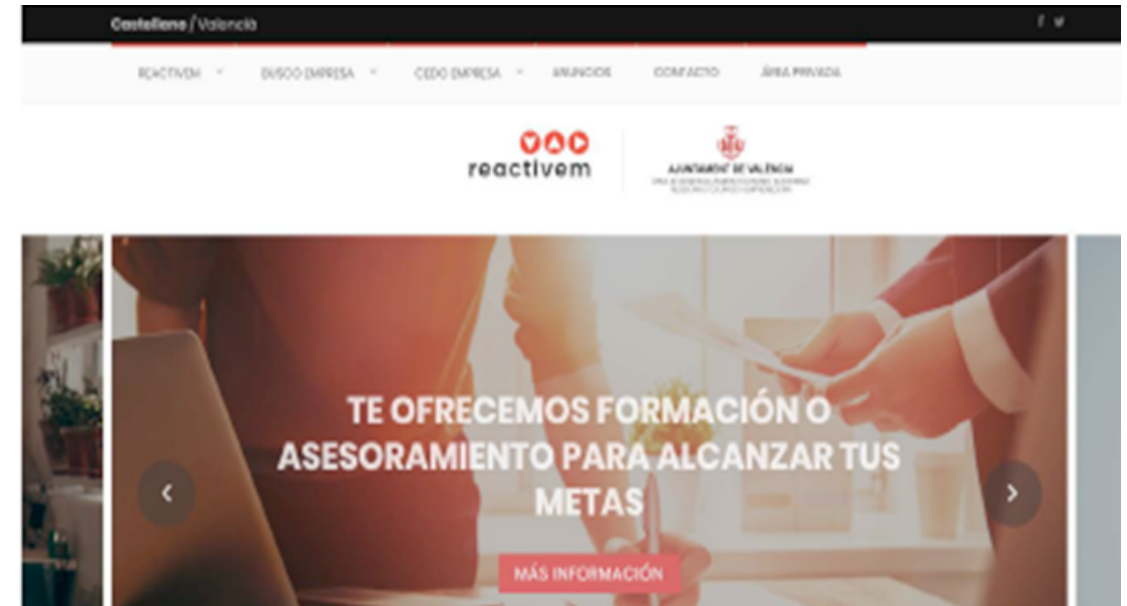 Castellano / Valencià
REACTIVEM
BUSCO EMPRESA
CEDO EMPRESA
ANUNCIOS
CONTACTO
ÁREA PRIVADA
reactivem
AJUNTAMENT DE VALÈNCIA
TE OFRECEMOS FORMACIÓN O
ASESORAMIENTO PARA ALCANZAR TUS
METAS
MÁS INFORMACIÓN